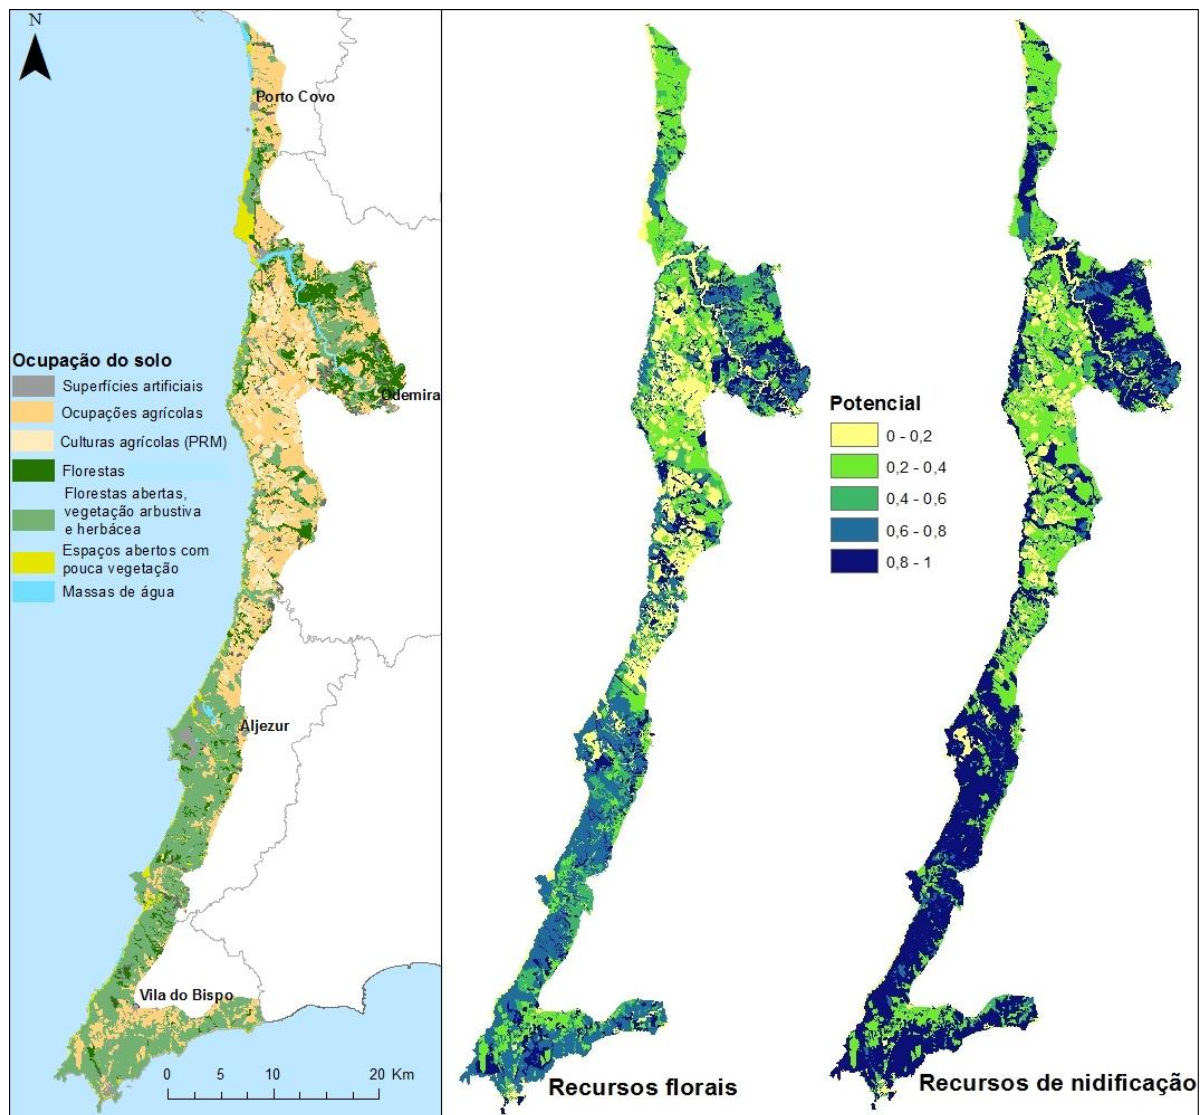 N
Porto Covo
Odemira
Aljezur
Vila do Bispo
Ocupação do solo
Superfícies artificiais
Ocupações agrícolas
Culturas agrícolas (PRM)
Florestas
Florestas abertas,
vegetação arbustiva
e herbácea
Espaços abertos com
pouca vegetação
Massas de água
0 5 10 20 Km
Potencial
0 - 0,2
0,2 - 0,4
0,4 - 0,6
0,6 - 0,8
0,8 - 1
Recursos florais
Recursos de nidificação